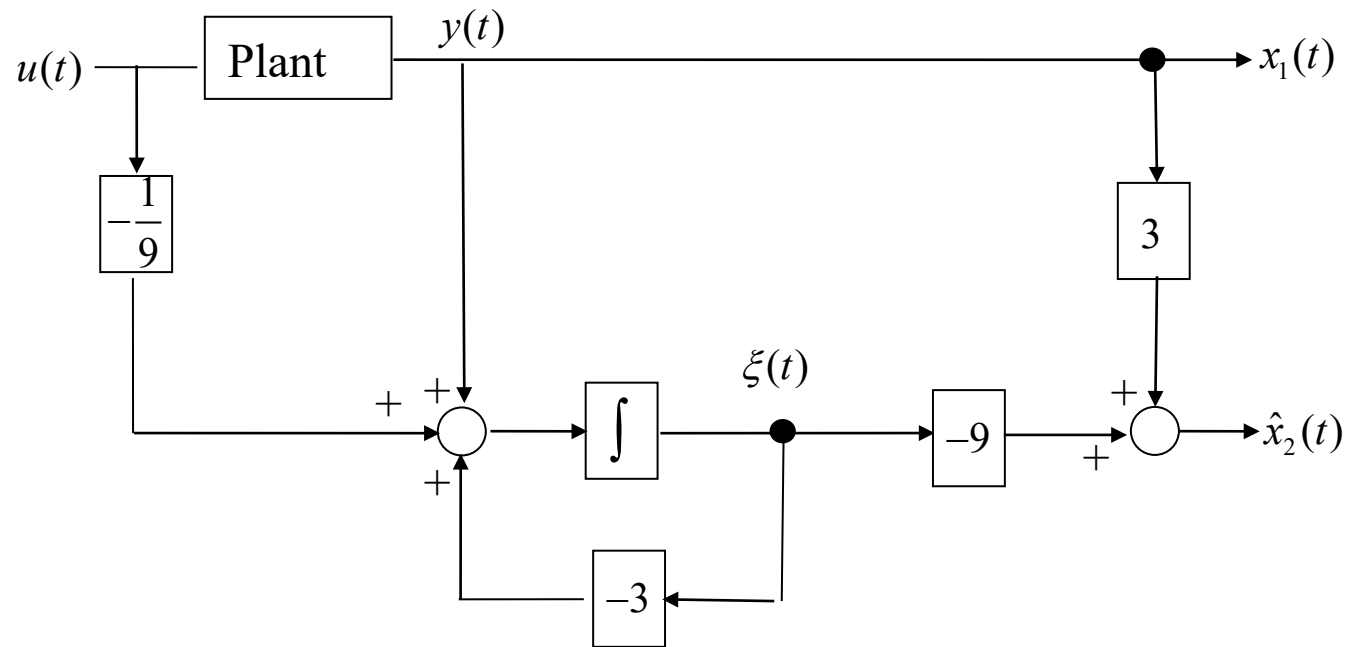 y(t)
u(t)
Plant
x₁(t)
−1/9
3
ξ(t)
+
+
+
∫
−9
+
+
x̂₂(t)
−3